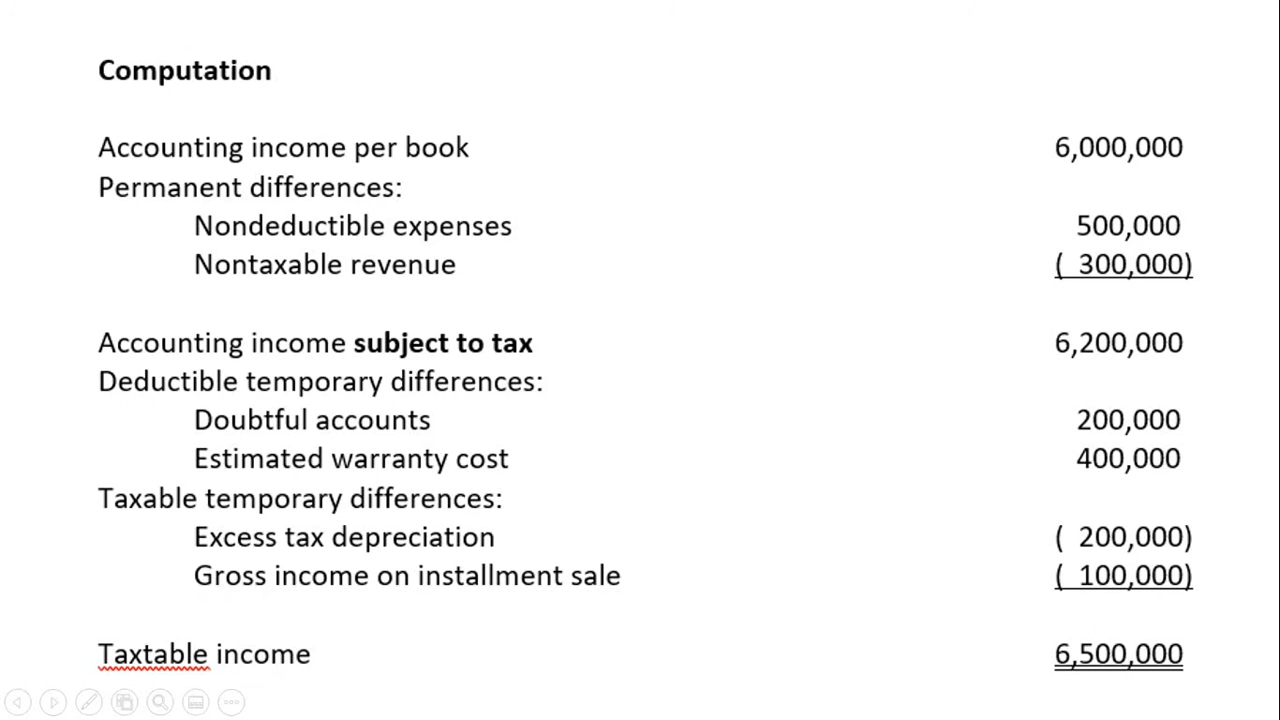 Computation
Accounting income per book 6,000,000
Permanent differences:
Nondeductible expenses 500,000
Nontaxable revenue ( 300,000)
Accounting income subject to tax 6,200,000
Deductible temporary differences:
Doubtful accounts 200,000
Estimated warranty cost 400,000
Taxable temporary differences:
Excess tax depreciation ( 200,000)
Gross income on installment sale ( 100,000)
Taxtable income 6,500,000